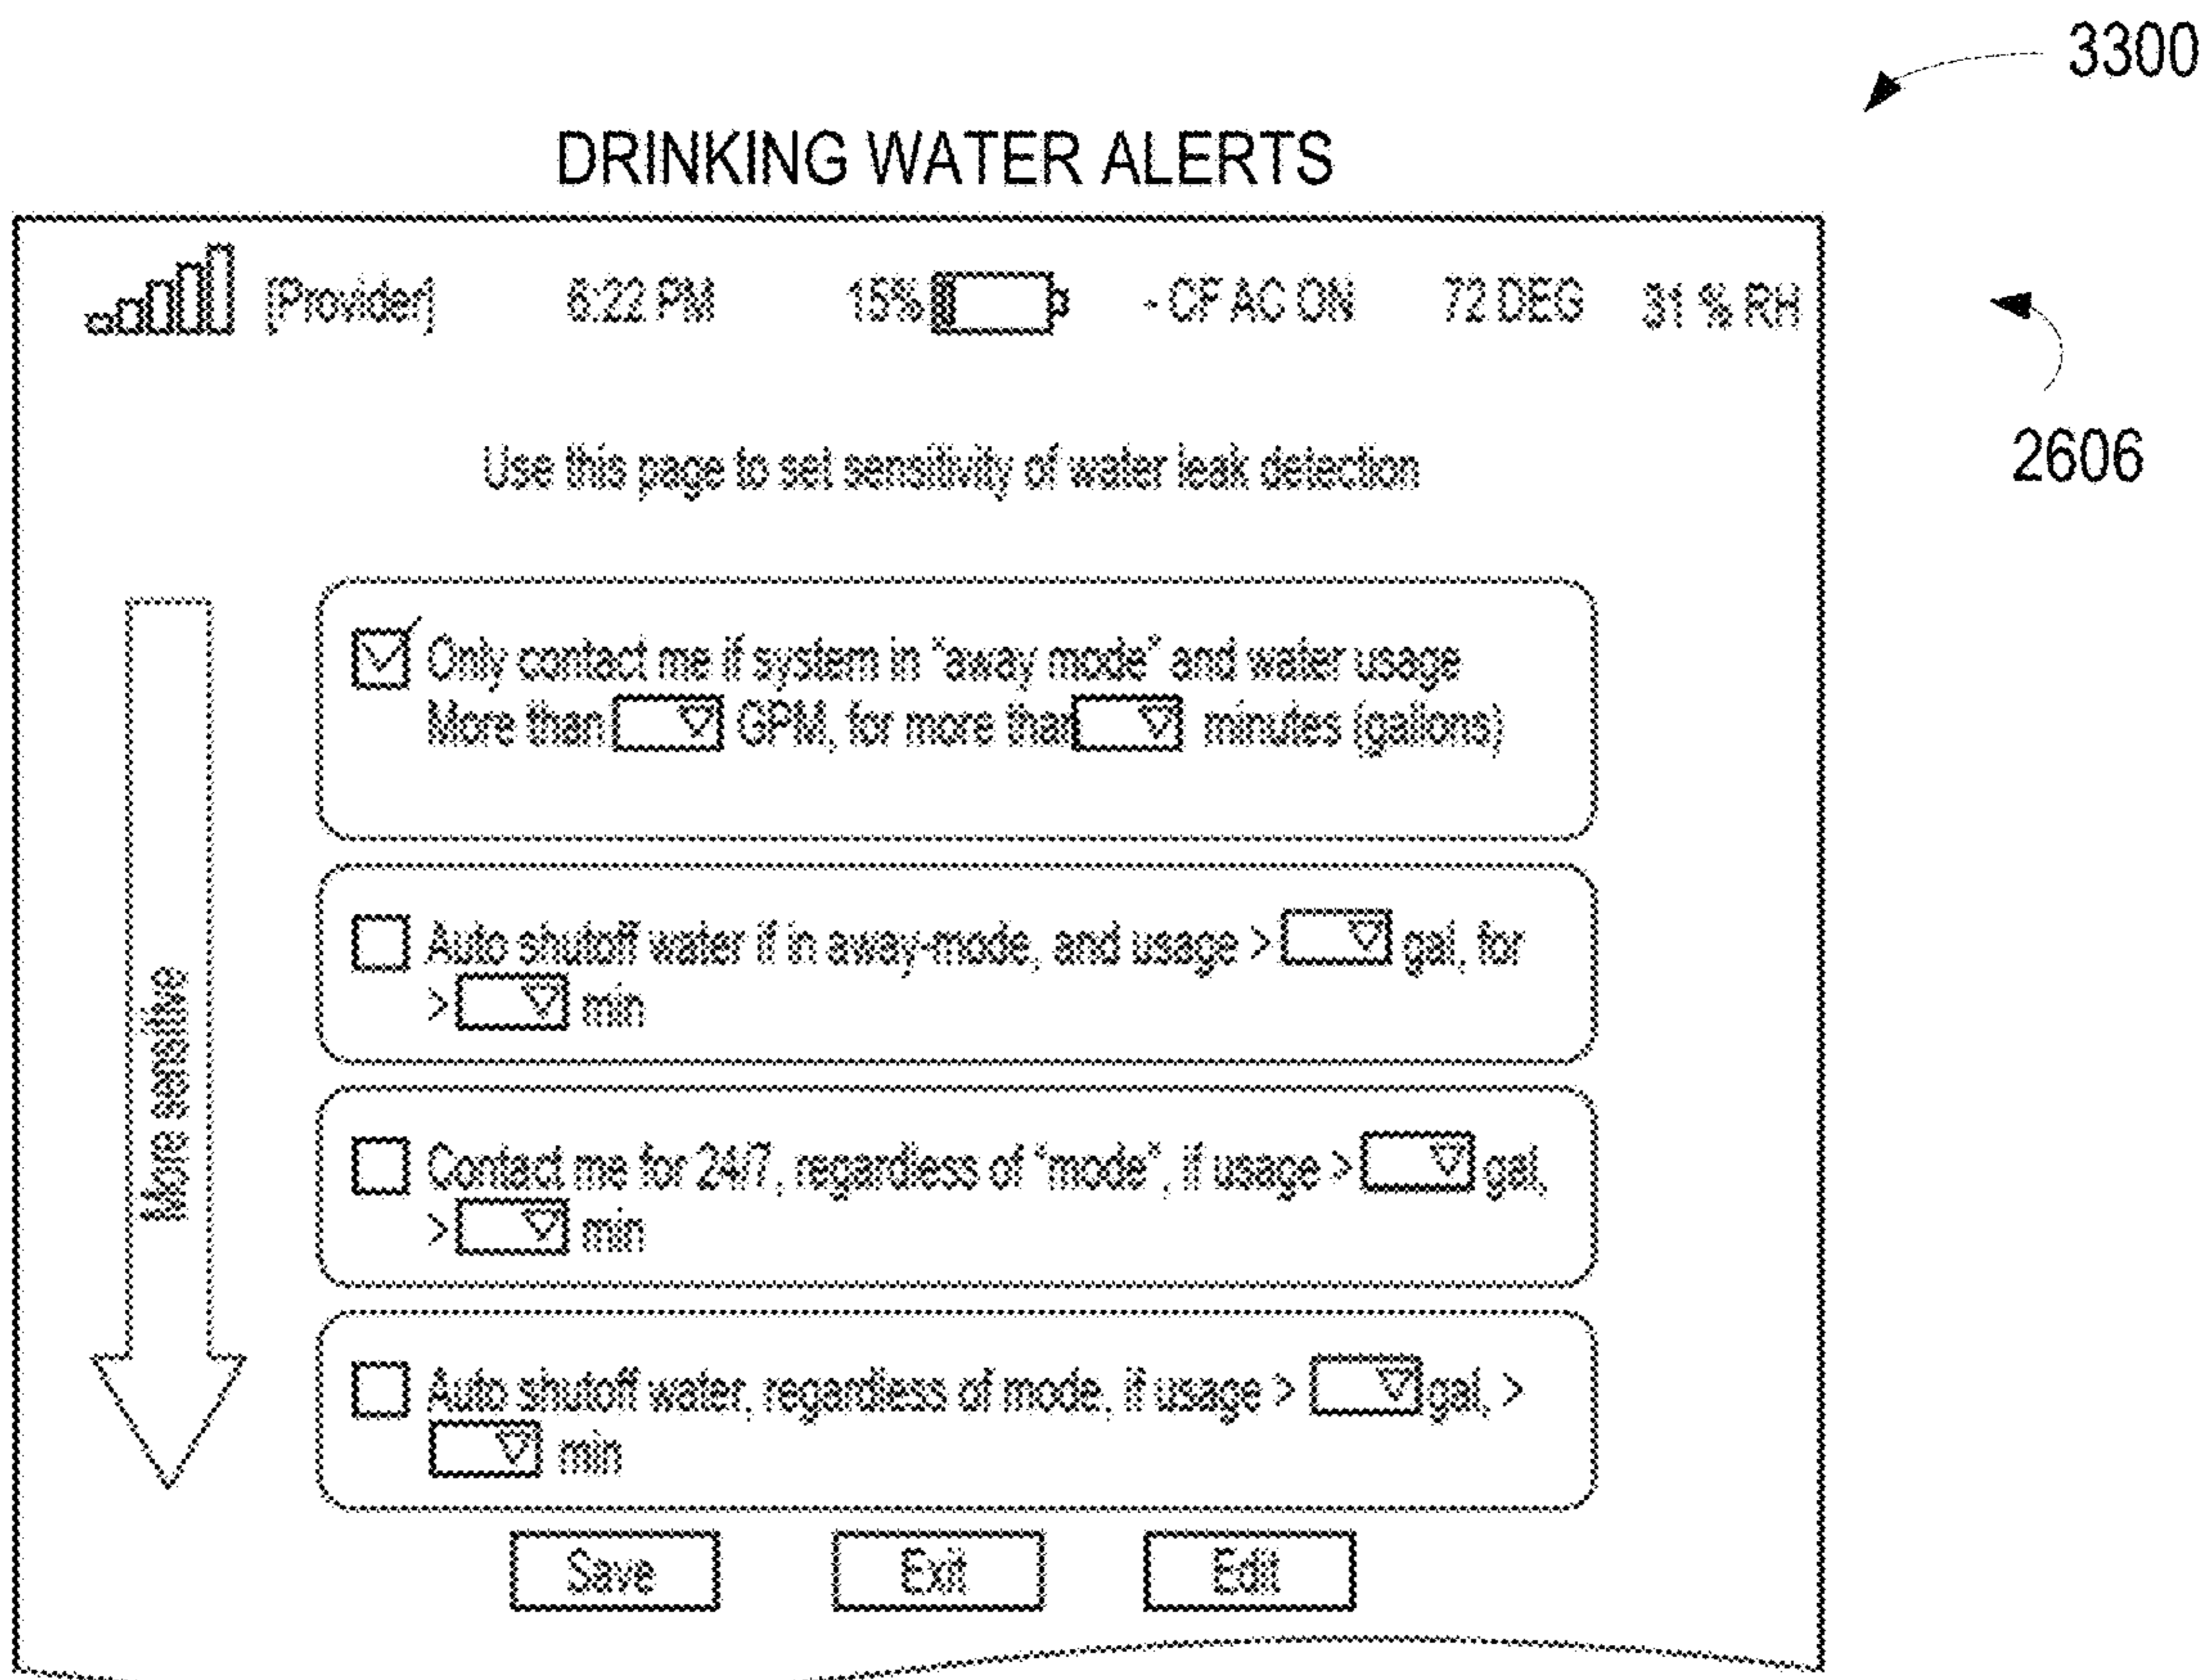 3300
DRINKING WATER ALERTS
[Provider] 6:22 PM 15% - CF AC ON 72 DEG 31 % RH
2606
Use this page to set sensitivity of water leak detection
Only contact me if system in "away mode" and water usage
More than GPM, for more than minutes (gallons)
Auto shutoff water if in away-mode, and usage > gal, for
> min
More sensitive
Contact me for 24/7, regardless of "mode", if usage > gal,
> min
Auto shutoff water, regardless of mode, if usage > gal, >
min
Save Exit Edit